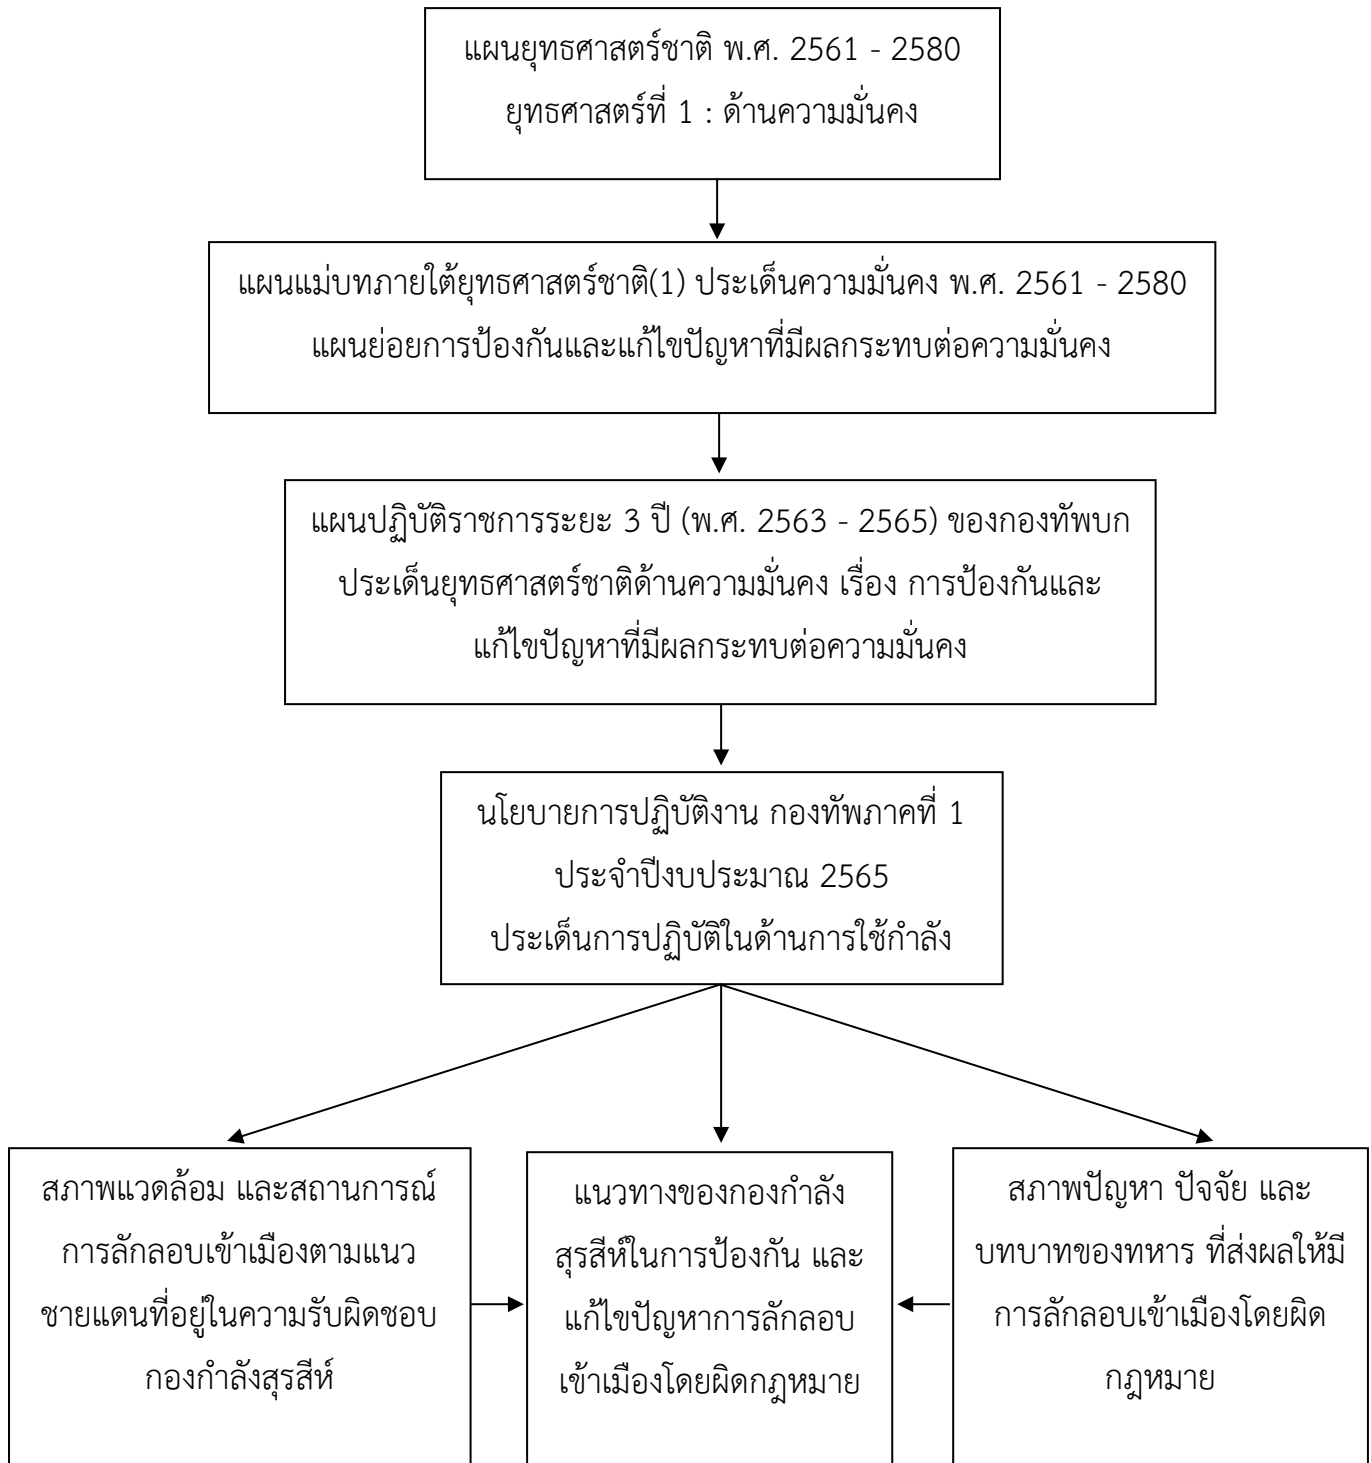 แผนยุทธศาสตร์ชาติ พ.ศ. 2561 - 2580
ยุทธศาสตร์ที่ 1 : ด้านความมั่นคง
แผนแม่บทภายใต้ยุทธศาสตร์ชาติ(1) ประเด็นความมั่นคง พ.ศ. 2561 - 2580
แผนย่อยการป้องกันและแก้ไขปัญหาที่มีผลกระทบต่อความมั่นคง
แผนปฏิบัติราชการระยะ 3 ปี (พ.ศ. 2563 - 2565) ของกองทัพบก
ประเด็นยุทธศาสตร์ชาติด้านความมั่นคง เรื่อง การป้องกันและ
แก้ไขปัญหาที่มีผลกระทบต่อความมั่นคง
นโยบายการปฏิบัติงาน กองทัพภาคที่ 1
ประจำปีงบประมาณ 2565
ประเด็นการปฏิบัติในด้านการใช้กำลัง
สภาพแวดล้อม และสถานการณ์
การลักลอบเข้าเมืองตามแนว
ชายแดนที่อยู่ในความรับผิดชอบ
กองกำลังสุรสีห์
แนวทางของกองกำลัง
สุรสีห์ในการป้องกัน และ
แก้ไขปัญหาการลักลอบ
เข้าเมืองโดยผิดกฎหมาย
สภาพปัญหา ปัจจัย และ
บทบาทของทหาร ที่ส่งผลให้มี
การลักลอบเข้าเมืองโดยผิด
กฎหมาย